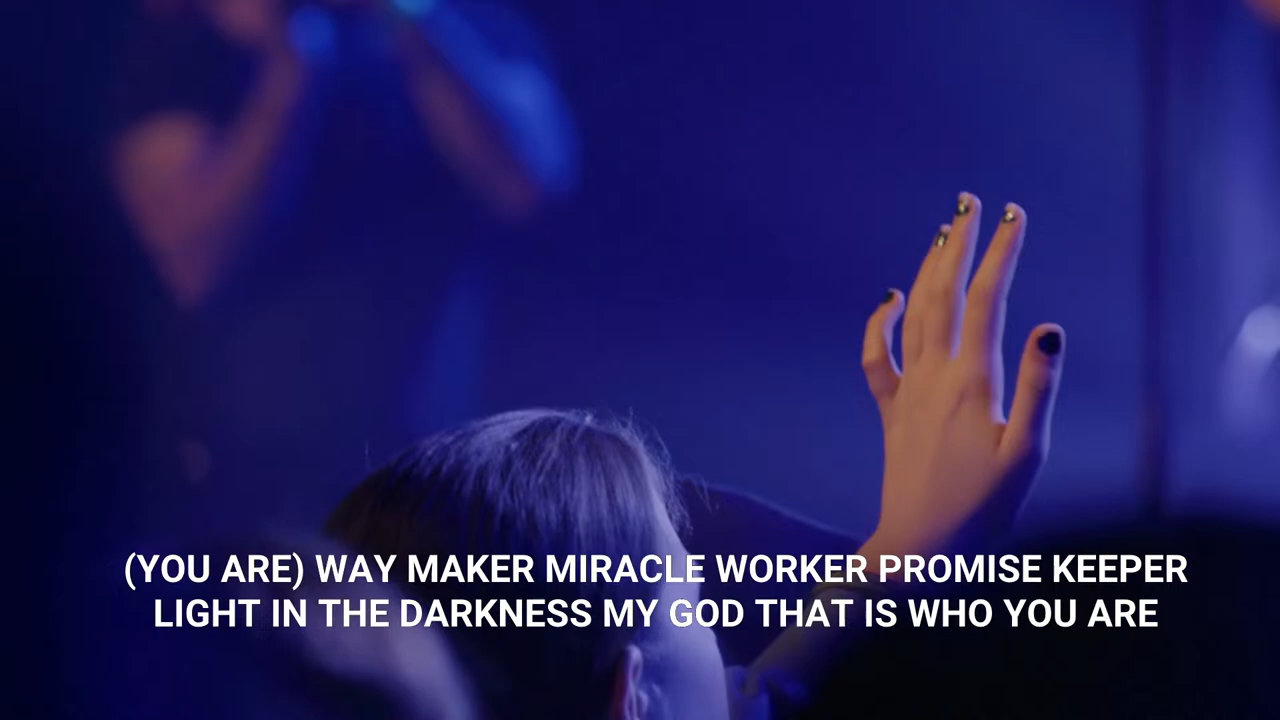 (YOU ARE) WAY MAKER MIRACLE WORKER PROMISE KEEPER
LIGHT IN THE DARKNESS MY GOD THAT IS WHO YOU ARE